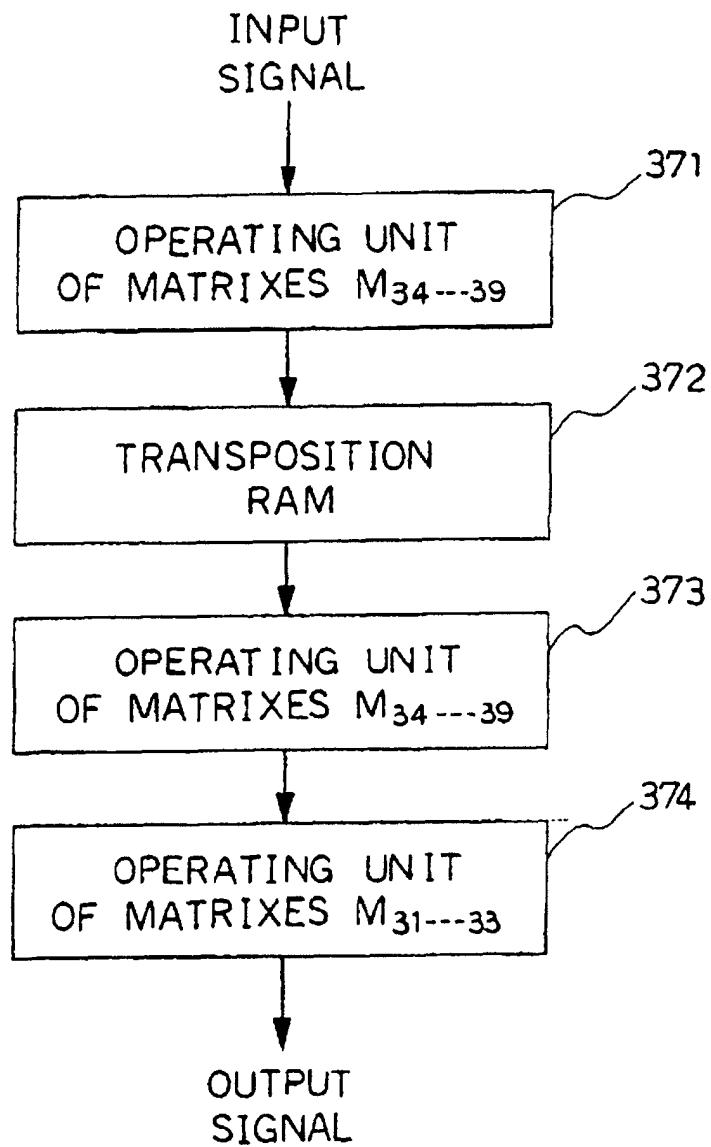 INPUT
SIGNAL
371
OPERATING UNIT
OF MATRIXES M34---39
372
TRANSPOSITION
RAM
373
OPERATING UNIT
OF MATRIXES M34---39
374
OPERATING UNIT
OF MATRIXES M31---33
OUTPUT
SIGNAL